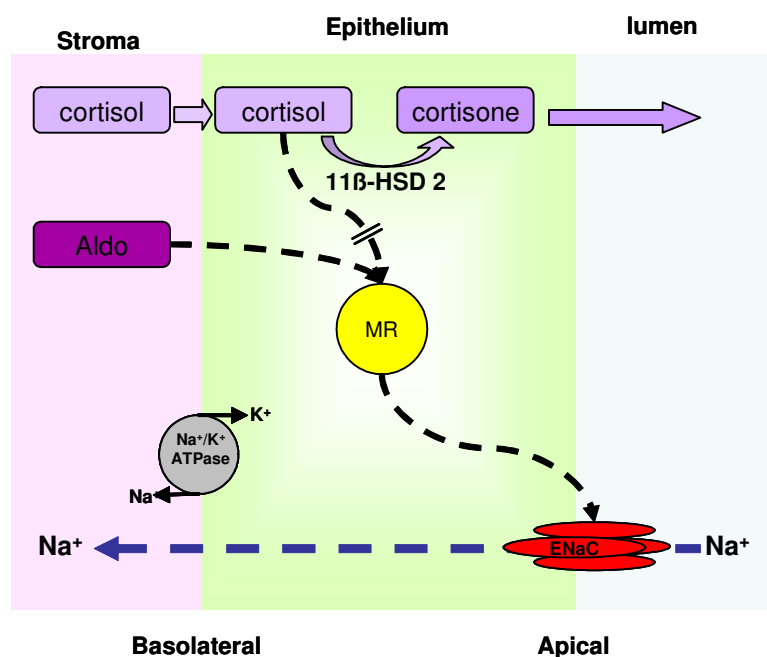 Stroma
Epithelium
lumen
cortisol
cortisol
cortisone
11ß-HSD 2
Aldo
MR
K⁺
Na⁺/K⁺
ATPase
Na
Na⁺
ENaC
Na⁺
Basolateral
Apical